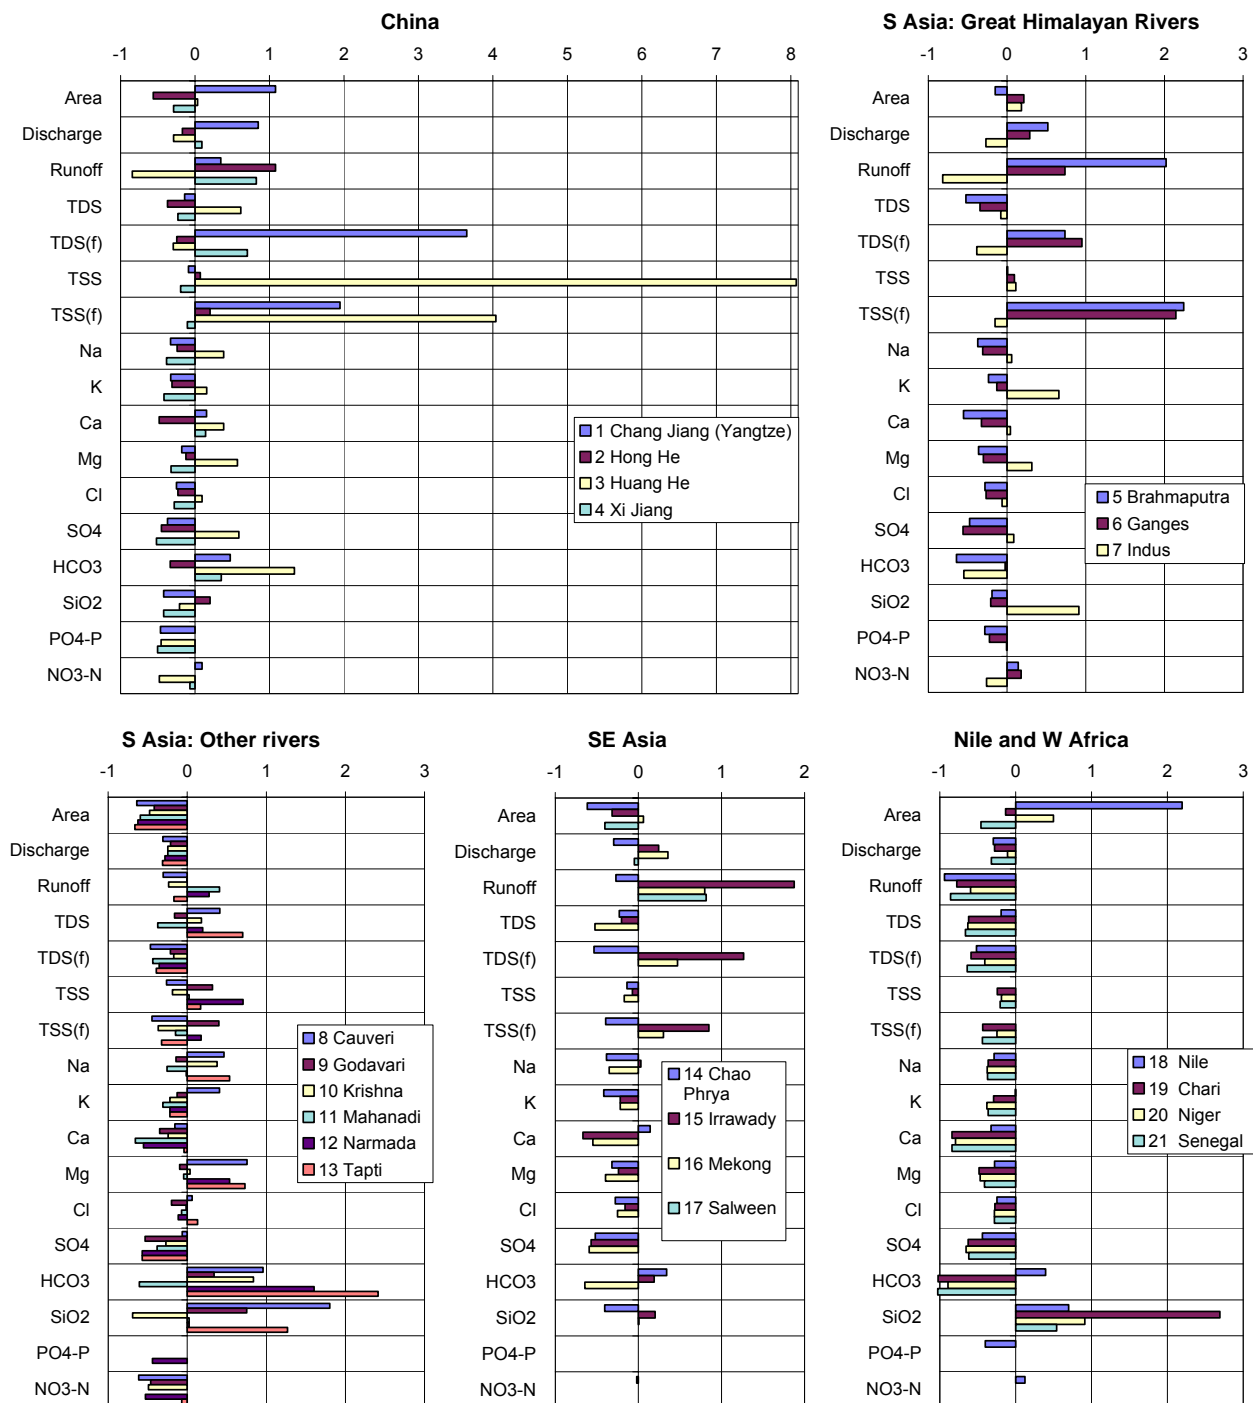 China
-1 0 1 2 3 4 5 6 7 8
Area
Discharge
Runoff
TDS
TDS(f)
TSS
TSS(f)
Na
K
Ca
Mg
Cl
SO4
HCO3
SiO2
PO4-P
NO3-N
1 Chang Jiang (Yangtze)
2 Hong He
3 Huang He
4 Xi Jiang
S Asia: Great Himalayan Rivers
-1 0 1 2 3
Area
Discharge
Runoff
TDS
TDS(f)
TSS
TSS(f)
Na
K
Ca
Mg
Cl
SO4
HCO3
SiO2
PO4-P
NO3-N
5 Brahmaputra
6 Ganges
7 Indus
S Asia: Other rivers
-1 0 1 2 3
Area
Discharge
Runoff
TDS
TDS(f)
TSS
TSS(f)
Na
K
Ca
Mg
Cl
SO4
HCO3
SiO2
PO4-P
NO3-N
8 Cauveri
9 Godavari
10 Krishna
11 Mahanadi
12 Narmada
13 Tapti
SE Asia
-1 0 1 2
Area
Discharge
Runoff
TDS
TDS(f)
TSS
TSS(f)
Na
K
Ca
Mg
Cl
SO4
HCO3
SiO2
PO4-P
NO3-N
14 Chao
Phrya
15 Irrawady
16 Mekong
17 Salween
Nile and W Africa
-1 0 1 2 3
Area
Discharge
Runoff
TDS
TDS(f)
TSS
TSS(f)
Na
K
Ca
Mg
Cl
SO4
HCO3
SiO2
PO4-P
NO3-N
18 Nile
19 Chari
20 Niger
21 Senegal